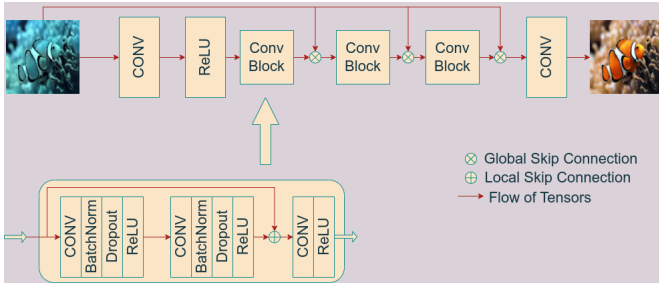 CONV
ReLU
Conv
Block
Conv
Block
Conv
Block
CONV
Global Skip Connection
Local Skip Connection
Flow of Tensors
CONV
BatchNorm
Dropout
ReLU
CONV
BatchNorm
Dropout
ReLU
CONV
ReLU